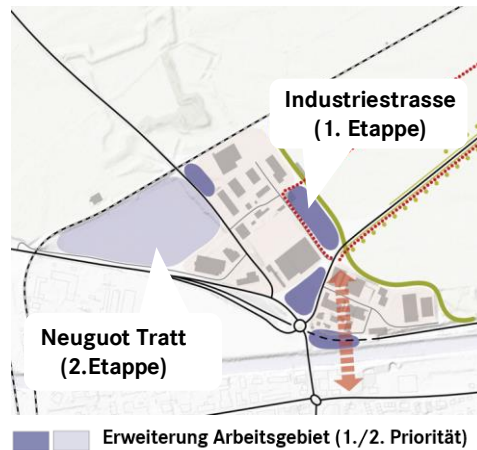 Industriestrasse
(1. Etappe)
Neuguot Tratt
(2.Etappe)
Erweiterung Arbeitsgebiet (1./2. Priorität)